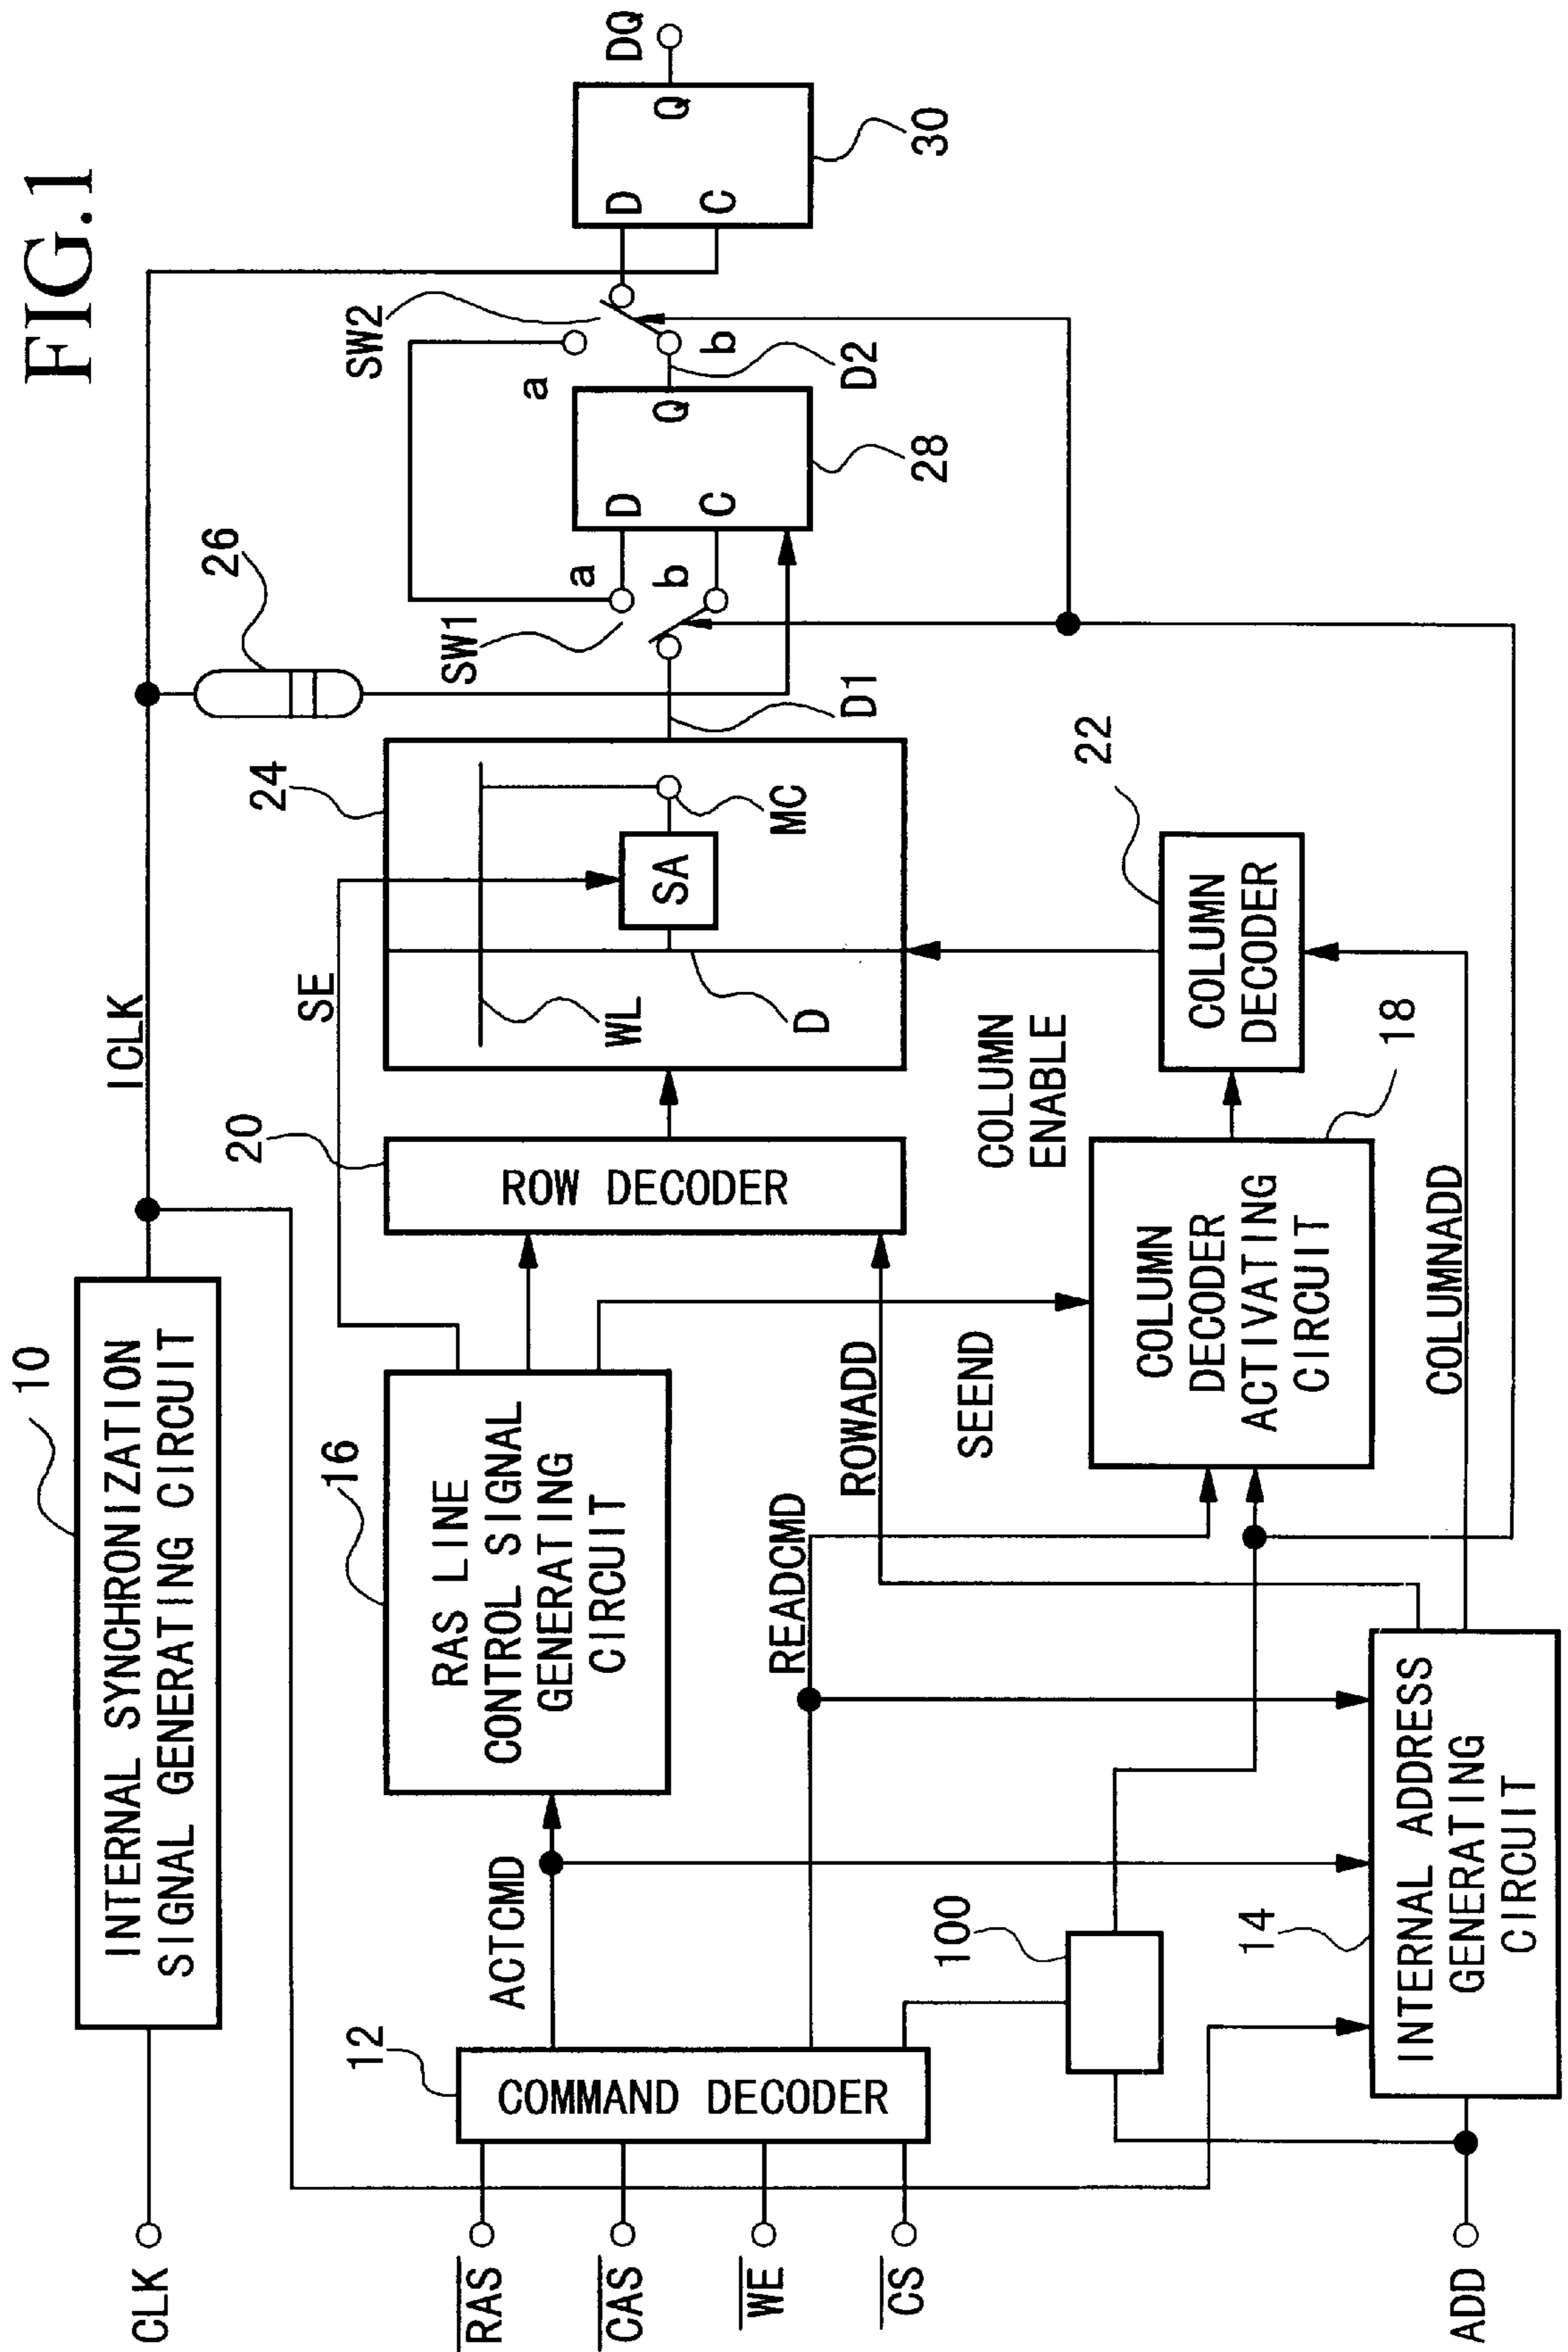 FIG.1
10
INTERNAL SYNCHRONIZATION
SIGNAL GENERATING CIRCUIT
CLK
ICLK
26
16
RAS LINE
CONTROL SIGNAL
GENERATING
CIRCUIT
SE
20
ROW DECODER
24
WL
SA
MC
D
D1
SW1
a
b
D
C
Q
28
a
SW2
b
D2
D
C
Q
30
DQ
12
COMMAND DECODER
RAS
CAS
WE
CS
ACTCMD
READCMD
ROWADD
SEEND
COLUMN
ENABLE
100
COLUMN
DECODER
ACTIVATING
CIRCUIT
18
COLUMN
DECODER
22
COLUMNADD
14
INTERNAL ADDRESS
GENERATING
CIRCUIT
ADD